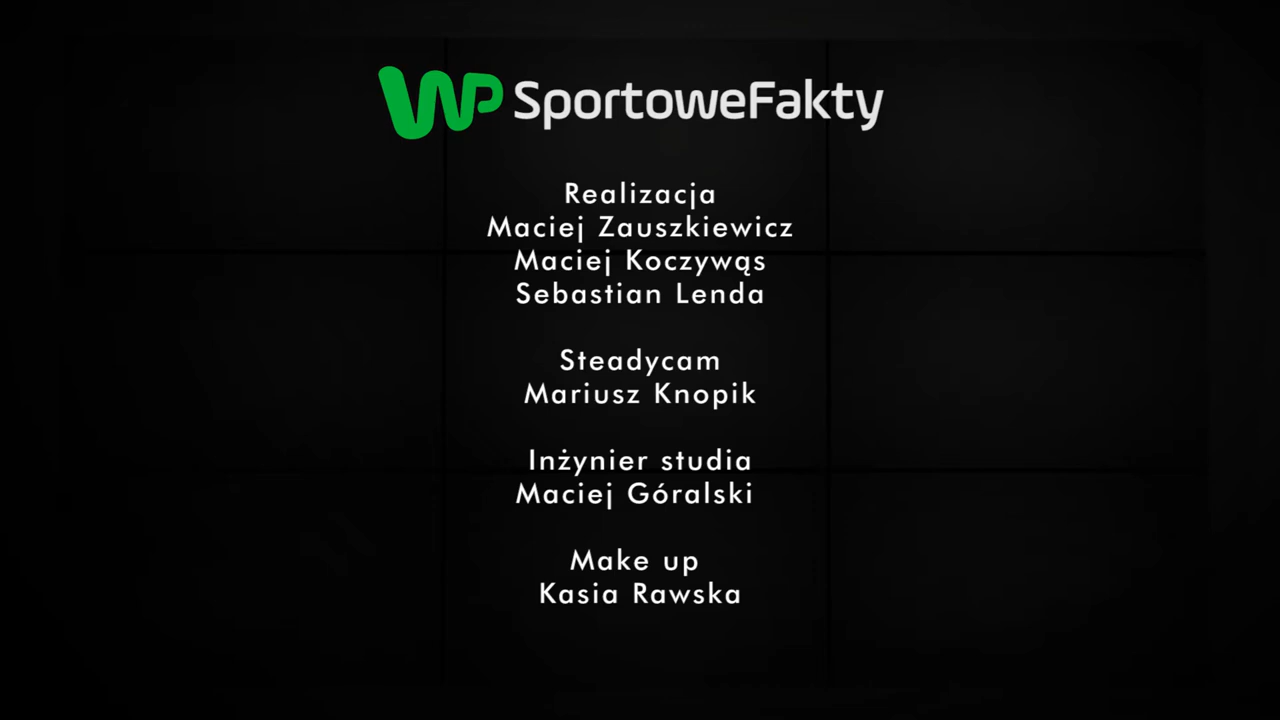 WP SportoweFakty
Realizacja
Maciej Zauszkiewicz
Maciej Koczywąs
Sebastian Lenda
Steadycam
Mariusz Knopik
Inżynier studia
Maciej Góralski
Make up
Kasia Rawska